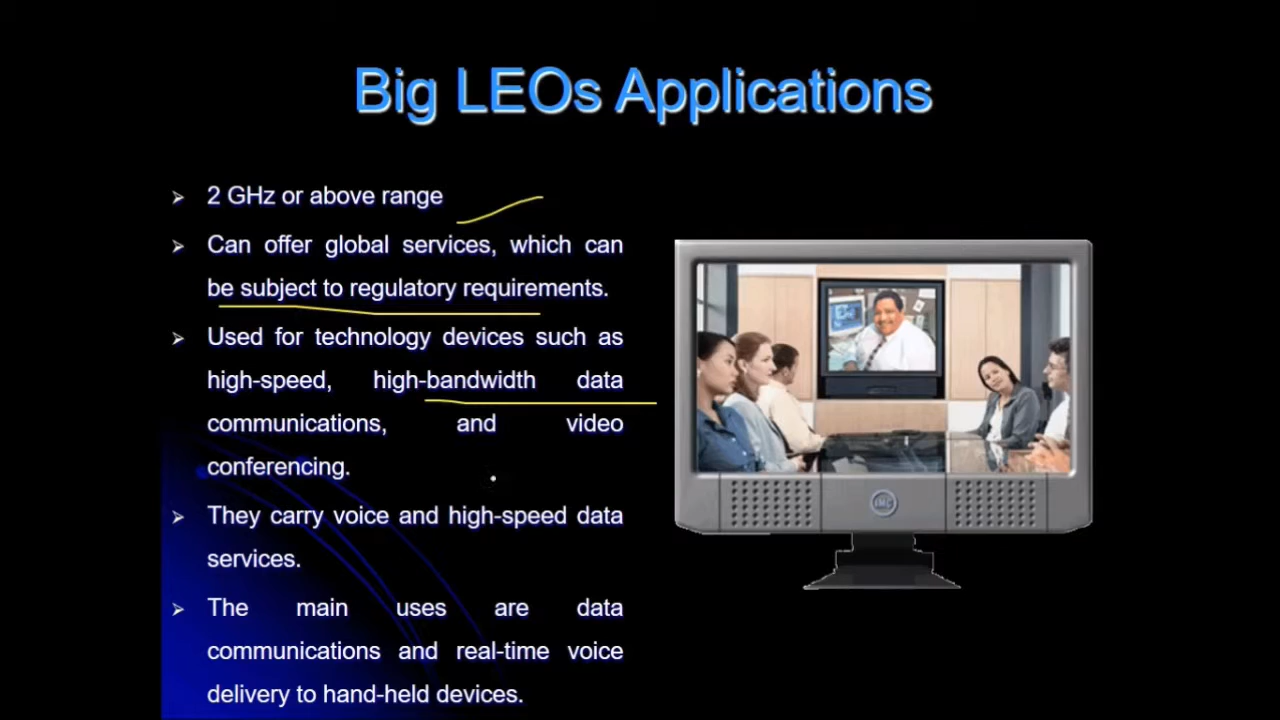 Big LEOs Applications
2 GHz or above range
Can offer global services, which can
be subject to regulatory requirements.
Used for technology devices such as
high-speed, high-bandwidth data
communications, and video
conferencing.
They carry voice and high-speed data
services.
The main uses are data
communications and real-time voice
delivery to hand-held devices.